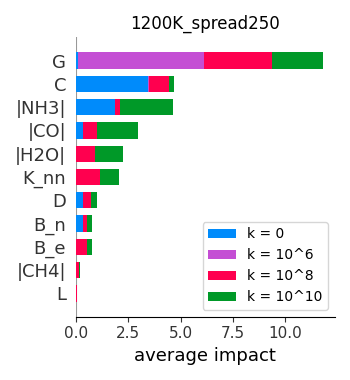 1200K_spread250
G
C
|NH3|
|CO|
|H2O|
K_nn
D
B_n
B_e
|CH4|
L
k = 0
k = 10^6
k = 10^8
k = 10^10
0.0 2.5 5.0 7.5 10.0
average impact